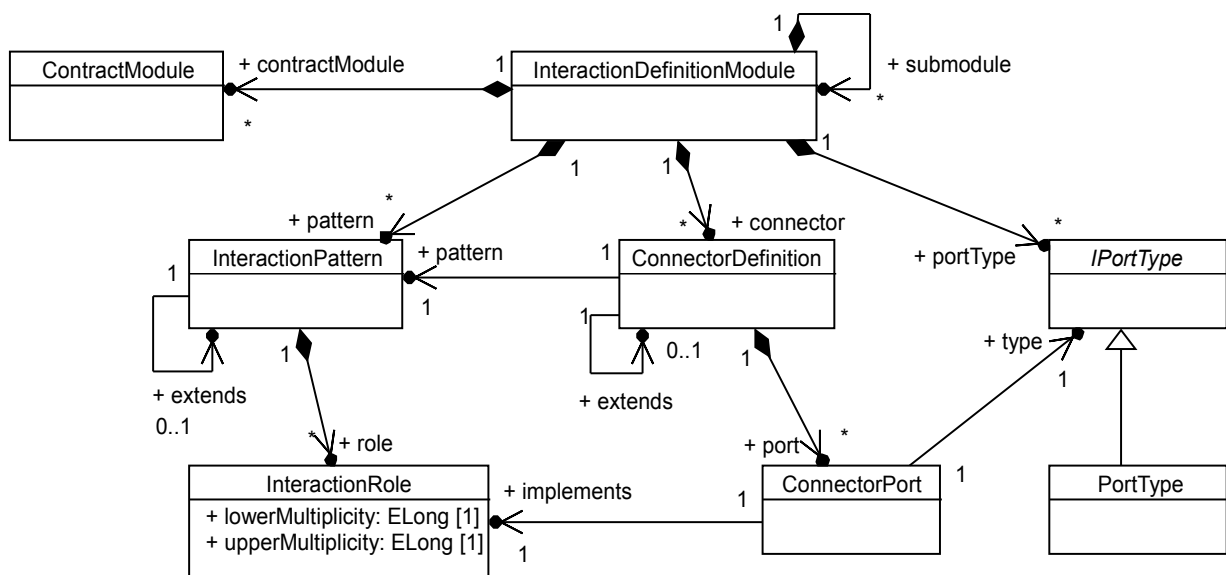 1
ContractModule
+ contractModule
1
InteractionDefinitionModule
+ submodule
*
*
1
1
1
*
*
*
+ pattern
+ connector
+ portType
InteractionPattern
+ pattern
1
ConnectorDefinition
IPortType
1
1
1
0..1
+ type
1
1
1
+ extends
0..1
+ extends
*
+ role
+ port
*
InteractionRole
+ lowerMultiplicity: ELong [1]
+ upperMultiplicity: ELong [1]
+ implements
1
1
ConnectorPort
1
PortType